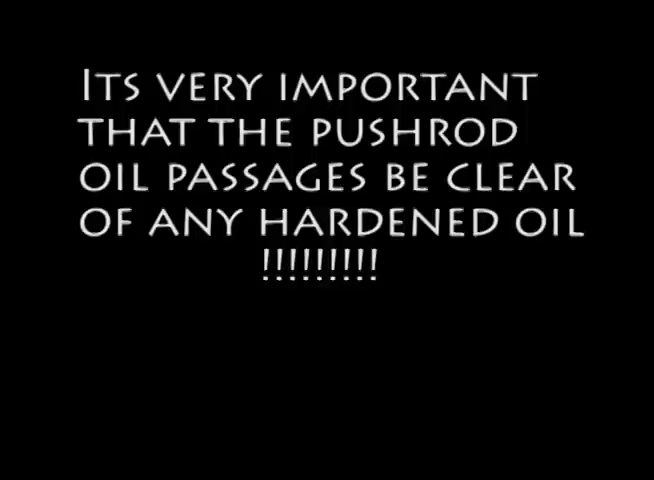 Its very important
that the pushrod
oil passages be clear
of any hardened oil
!!!!!!!!!